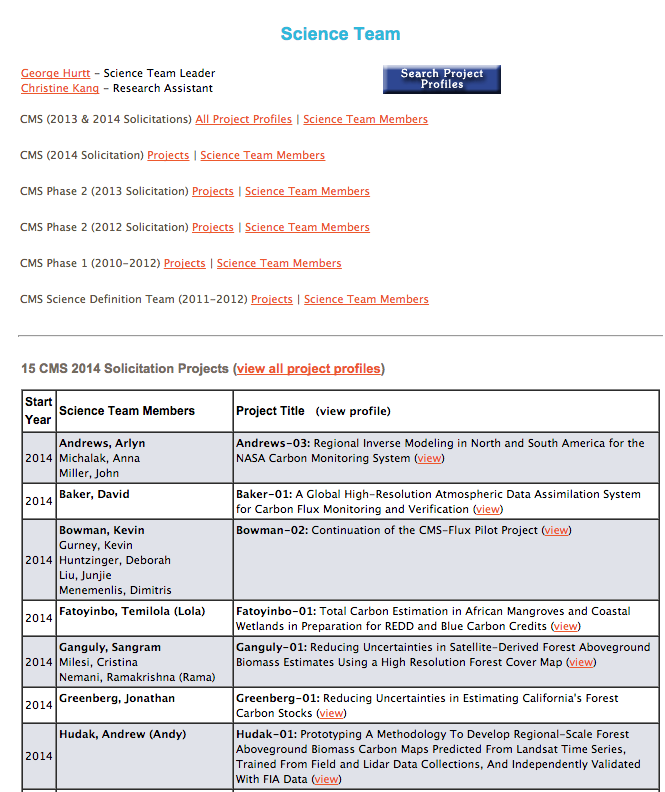 Science Team
George Hurtt - Science Team Leader
Christine Kang - Research Assistant
Search Project
Profiles
CMS (2013 & 2014 Solicitations) All Project Profiles | Science Team Members
CMS (2014 Solicitation) Projects | Science Team Members
CMS Phase 2 (2013 Solicitation) Projects | Science Team Members
CMS Phase 2 (2012 Solicitation) Projects | Science Team Members
CMS Phase 1 (2010-2012) Projects | Science Team Members
CMS Science Definition Team (2011-2012) Projects | Science Team Members
15 CMS 2014 Solicitation Projects (view all project profiles)
Start
Year
Science Team Members
Project Title (view profile)
2014
Andrews, Arlyn
Michalak, Anna
Miller, John
Andrews-03: Regional Inverse Modeling in North and South America for the
NASA Carbon Monitoring System (view)
2014
Baker, David
Baker-01: A Global High-Resolution Atmospheric Data Assimilation System
for Carbon Flux Monitoring and Verification (view)
2014
Bowman, Kevin
Gurney, Kevin
Huntzinger, Deborah
Liu, Junjie
Menemenlis, Dimitris
Bowman-02: Continuation of the CMS-Flux Pilot Project (view)
2014
Fatoyinbo, Temilola (Lola)
Fatoyinbo-01: Total Carbon Estimation in African Mangroves and Coastal
Wetlands in Preparation for REDD and Blue Carbon Credits (view)
2014
Ganguly, Sangram
Milesi, Cristina
Nemani, Ramakrishna (Rama)
Ganguly-01: Reducing Uncertainties in Satellite-Derived Forest Aboveground
Biomass Estimates Using a High Resolution Forest Cover Map (view)
2014
Greenberg, Jonathan
Greenberg-01: Reducing Uncertainties in Estimating California's Forest
Carbon Stocks (view)
2014
Hudak, Andrew (Andy)
Hudak-01: Prototyping A Methodology To Develop Regional-Scale Forest
Aboveground Biomass Carbon Maps Predicted From Landsat Time Series,
Trained From Field and Lidar Data Collections, And Independently Validated
With FIA Data (view)